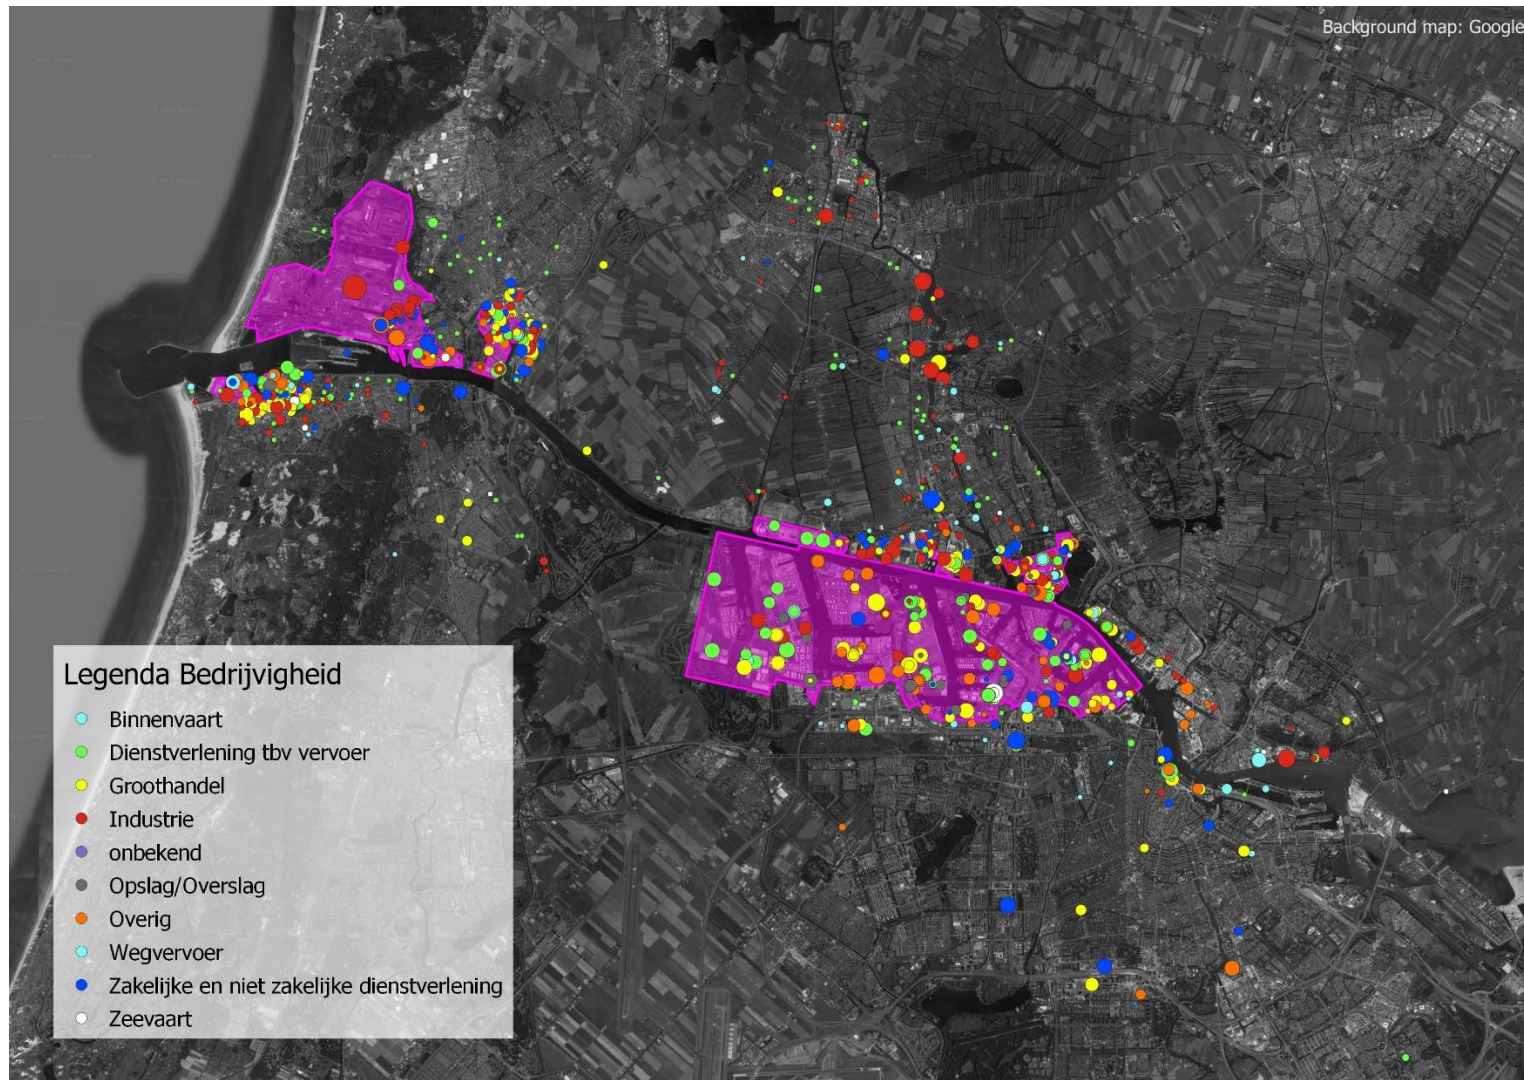 Background map: Google
Legenda Bedrijvigheid
Binnenvaart
Dienstverlening tbv vervoer
Groothandel
Industrie
onbekend
Opslag/Overslag
Overig
Wegvervoer
Zakelijke en niet zakelijke dienstverlening
Zeevaart